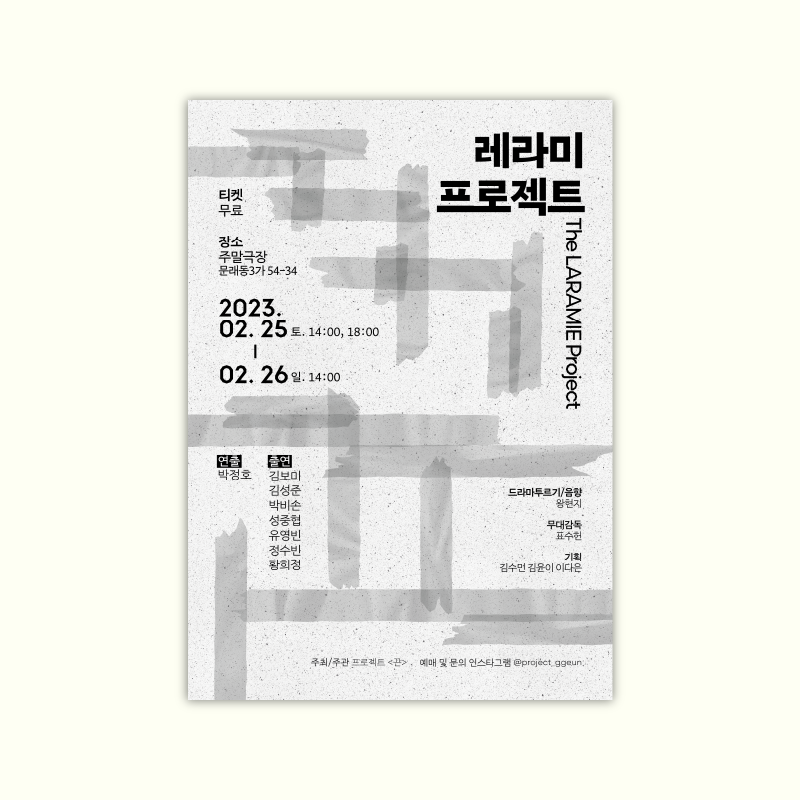 레라미
프로젝트
The LARAMIE Project
티켓
무료
장소
주말극장
문래동3가 54-34
2023.
02. 25 토. 14:00, 18:00
–
02. 26 일. 14:00
연출
박정호
출연
김보미
김성준
박비손
성중협
유영빈
정수빈
황희정
드라마투르기/음향
왕현지
무대감독
표수헌
기획
김수민 김윤이 이다은
주최/주관 프로젝트 <끈> . 예매 및 문의 인스타그램 @project_ggeun